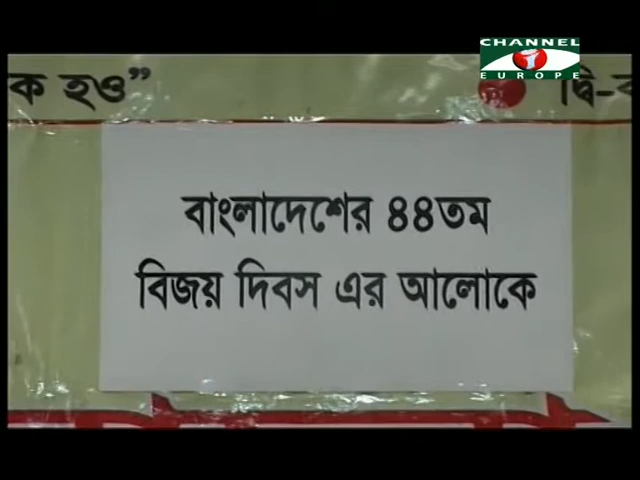 CHANNEL
i
EUROPE
ক হও”
দ্বি-
বাংলাদেশের ৪৪তম
বিজয় দিবস এর আলোকে